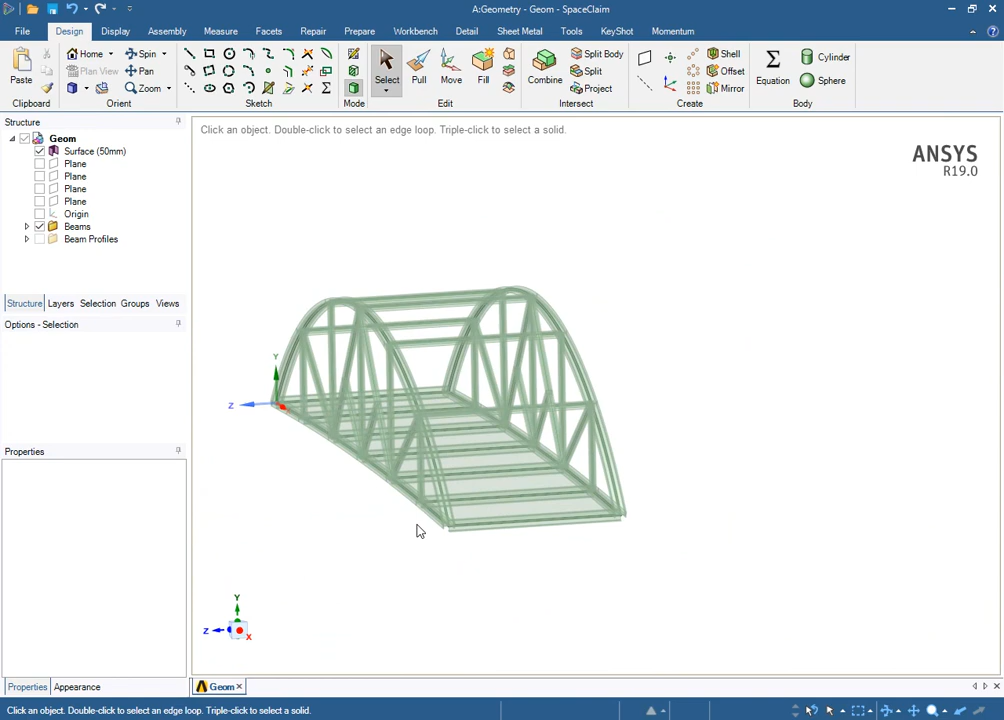 A:Geometry - Geom - SpaceClaim
File Design Display Assembly Measure Facets Repair Prepare Workbench Detail Sheet Metal Tools KeyShot Momentum
Paste
Clipboard
Home Spin
Plan View Pan
Zoom
Orient
Sketch
Mode
Select Pull Move Fill
Edit
Combine
Split Body
Split
Project
Intersect
Shell
Offset
Mirror
Create
Equation
Cylinder
Sphere
Body
Structure
Geom
Surface (50mm)
Plane
Plane
Plane
Plane
Origin
Beams
Beam Profiles
Structure Layers Selection Groups Views
Options - Selection
Properties
Properties Appearance
Click an object. Double-click to select an edge loop. Triple-click to select a solid.
ANSYS
R19.0
Y
Z
Y
Z
X
Geom
Click an object. Double-click to select an edge loop. Triple-click to select a solid.